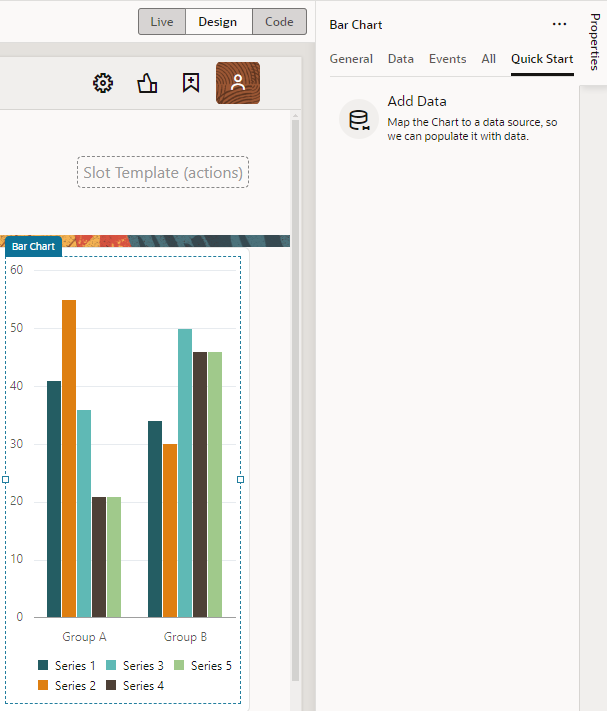 Live Design Code
Bar Chart ...
Properties
General Data Events All Quick Start
Add Data
Map the Chart to a data source, so
we can populate it with data.
Slot Template (actions)
Bar Chart
60
50
40
30
20
10
0
Group A Group B
Series 1 Series 3 Series 5
Series 2 Series 4